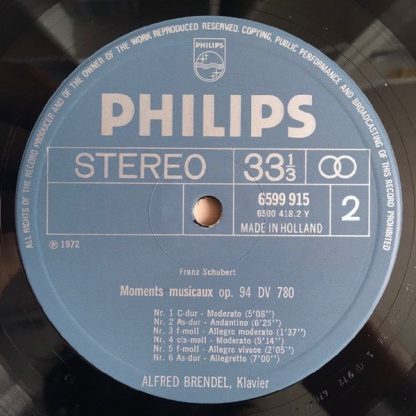 ALL RIGHTS OF THE RECORD PRODUCER AND OF THE OWNER OF THE WORK REPRODUCED RESERVED. COPYING, PUBLIC PERFORMANCE AND BROADCASTING OF THIS RECORD PROHIBITED
PHILIPS
PHILIPS
STEREO 33 1/3
6599 915
6500 418.2 Y
MADE IN HOLLAND
2
℗ 1972
Franz Schubert
Moments musicaux op. 94 DV 780
Nr. 1 C-dur - Moderato (5'08'')
Nr. 2 As-dur - Andantino (6'25'')
Nr. 3 f-moll - Allegro moderato (1'37'')
Nr. 4 cis-moll - Moderato (5'14'')
Nr. 5 f-moll - Allegro vivace (2'05'')
Nr. 6 As-dur - Allegretto (7'00'')
ALFRED BRENDEL, Klavier